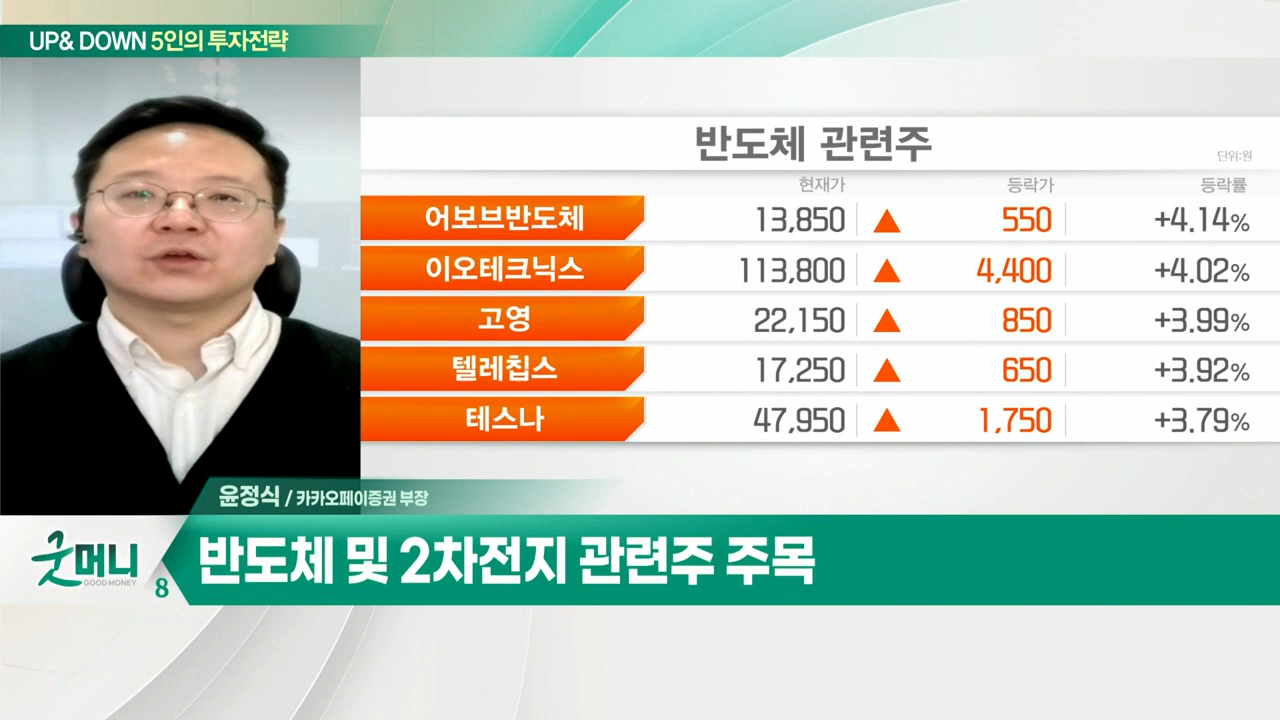 UP& DOWN 5인의 투자전략
반도체 관련주
단위:원
현재가 등락가 등락률
어보브반도체 13,850 ▲ 550 +4.14%
이오테크닉스 113,800 ▲ 4,400 +4.02%
고영 22,150 ▲ 850 +3.99%
텔레칩스 17,250 ▲ 650 +3.92%
테스나 47,950 ▲ 1,750 +3.79%
윤정식 / 카카오페이증권 부장
굿머니
GOOD MONEY
8
반도체 및 2차전지 관련주 주목